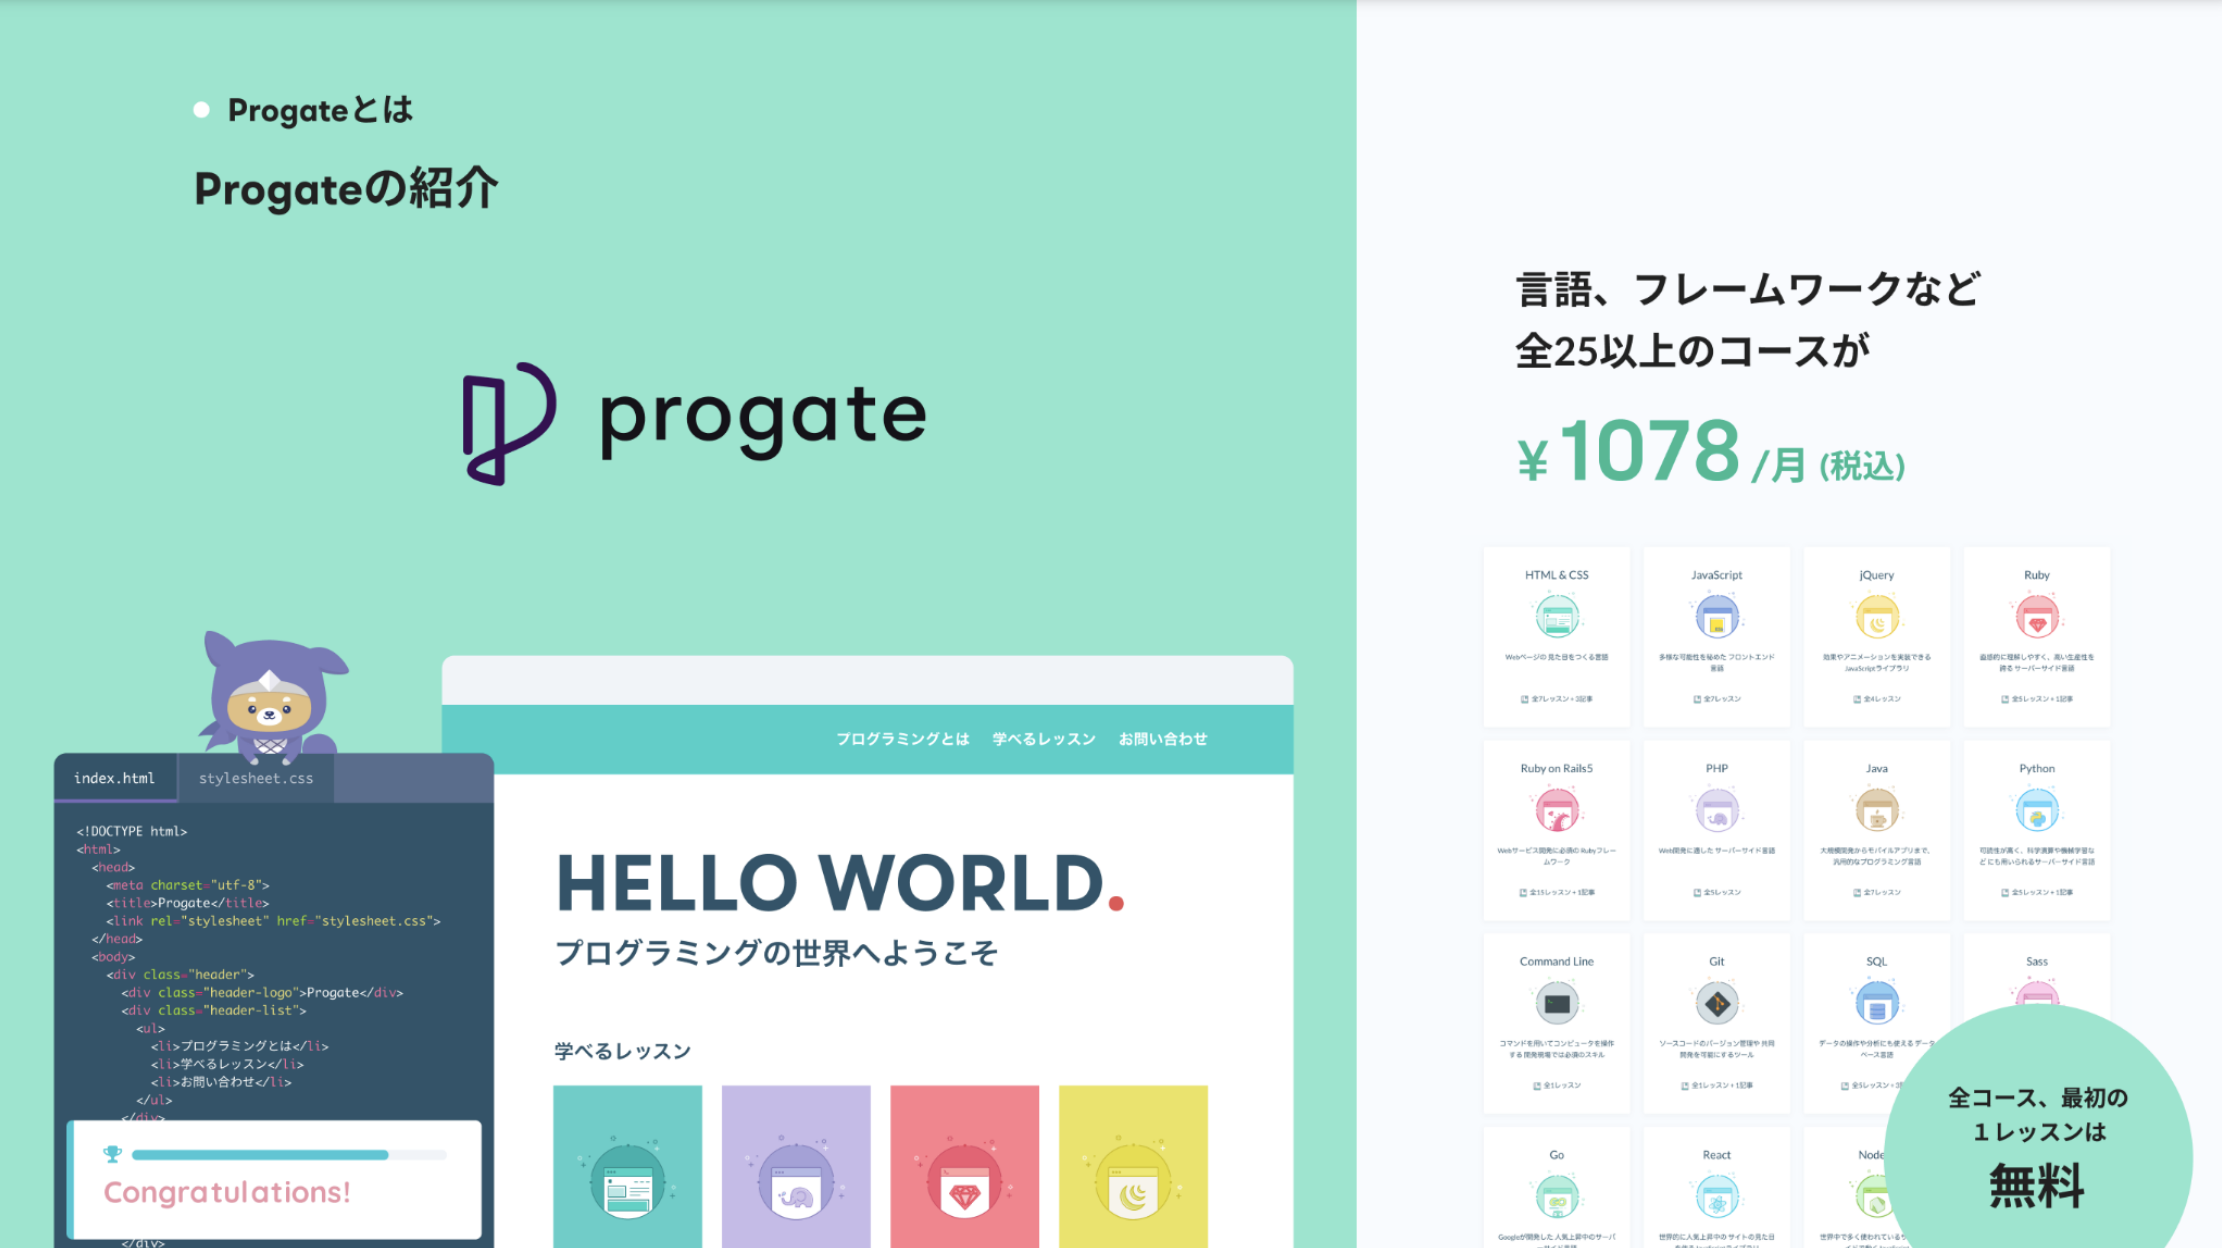 Progateとは
Progateの紹介
progate
プログラミングとは 学べるレッスン お問い合わせ
HELLO WORLD.
プログラミングの世界へようこそ
学べるレッスン
index.html stylesheet.css
<!DOCTYPE html>
<html>
<head>
<meta charset="utf-8">
<title>Progate</title>
<link rel="stylesheet" href="stylesheet.css">
</head>
<body>
<div class="header">
<div class="header-logo">Progate</div>
<div class="header-list">
<ul>
<li>プログラミングとは</li>
<li>学べるレッスン</li>
<li>お問い合わせ</li>
</ul>
</div>
Congratulations!
</div>
言語、フレームワークなど
全25以上のコースが
¥1078/月 (税込)
HTML & CSS
Webページの 見た目をつくる言語
全7レッスン・3記事
JavaScript
多様な可能性を秘めた フロントエンド
言語
全7レッスン
jQuery
効果やアニメーションを実装できる
JavaScriptライブラリ
全4レッスン
Ruby
直感的に理解しやすく、高い生産性を
誇る サーバーサイド言語
全5レッスン・1記事
Ruby on Rails5
Webサービス開発に必須の Rubyフレー
ムワーク
全15レッスン・1記事
PHP
Web開発に適した サーバーサイド言語
全5レッスン
Java
大規模開発からモバイルアプリまで、
汎用的なプログラミング言語
全7レッスン
Python
可読性が高く、科学演算や機械学習な
どにも用いられるサーバーサイド言語
全5レッスン・1記事
Command Line
コマンドを用いてコンピュータを操作
する 開発現場では必須のスキル
全1レッスン
Git
ソースコードのバージョン管理や 共同
開発を可能にするツール
全1レッスン・1記事
SQL
データの操作や分析にも使える データ
ベース言語
全5レッスン・3
Sass
Go
Googleが開発した 人気上昇中のサーバ
React
世界的に人気上昇中の サイトの見た目
Node
世界中で多く使われている
全コース、最初の
1レッスンは
無料